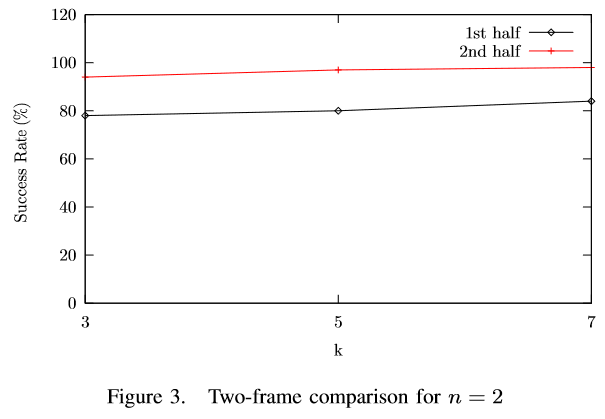 120
1st half
2nd half
100
80
60
40
20
0
Success Rate (%)
3 5 7
k
Figure 3. Two-frame comparison for n = 2